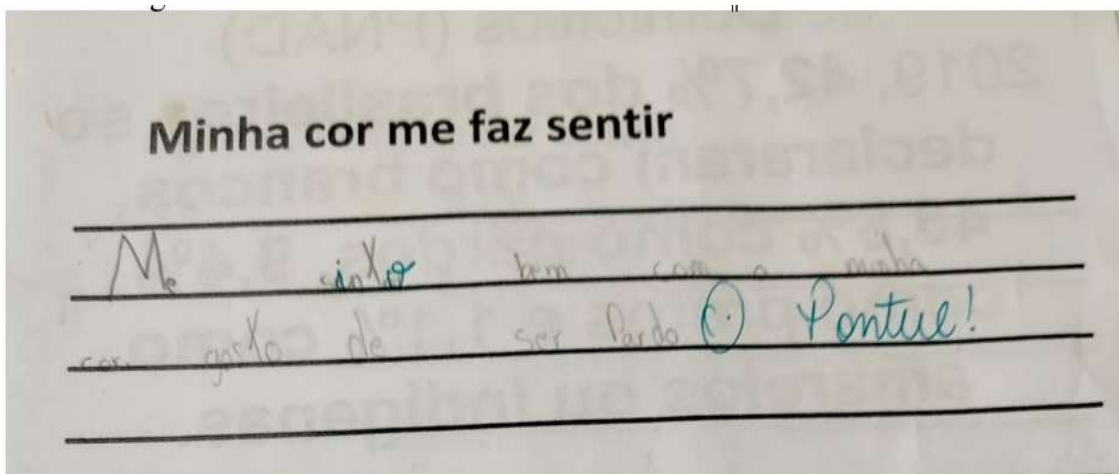 Minha cor me faz sentir
Me sinto bem com a minha
cor gosto de ser Pardo (.) Pontue!